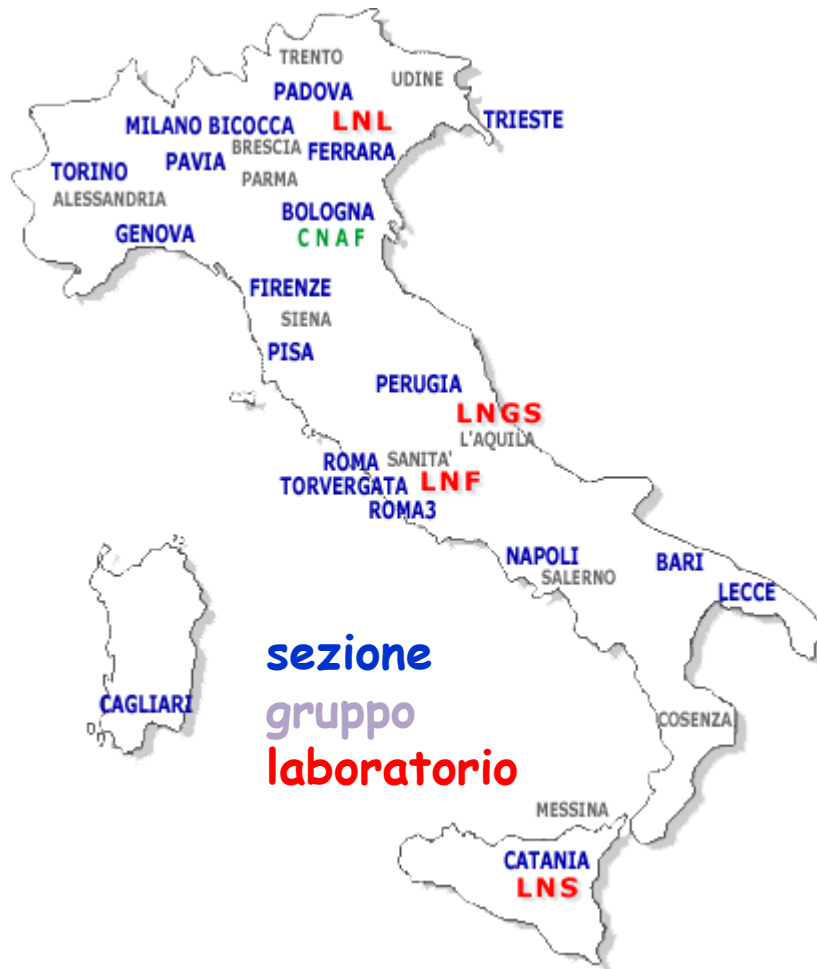 TRENTO
UDINE
PADOVA
LNL
TRIESTE
MILANO BICOCCA
BRESCIA
FERRARA
PAVIA
TORINO
PARMA
ALESSANDRIA
BOLOGNA
GENOVA
CNAF
FIRENZE
SIENA
PISA
PERUGIA
LNGS
L'AQUILA
ROMA
SANITA'
TORVERGATA
LNF
ROMA3
NAPOLI
SALERNO
BARI
LECCE
sezione
CAGLIARI
gruppo
COSENZA
laboratorio
MESSINA
CATANIA
LNS